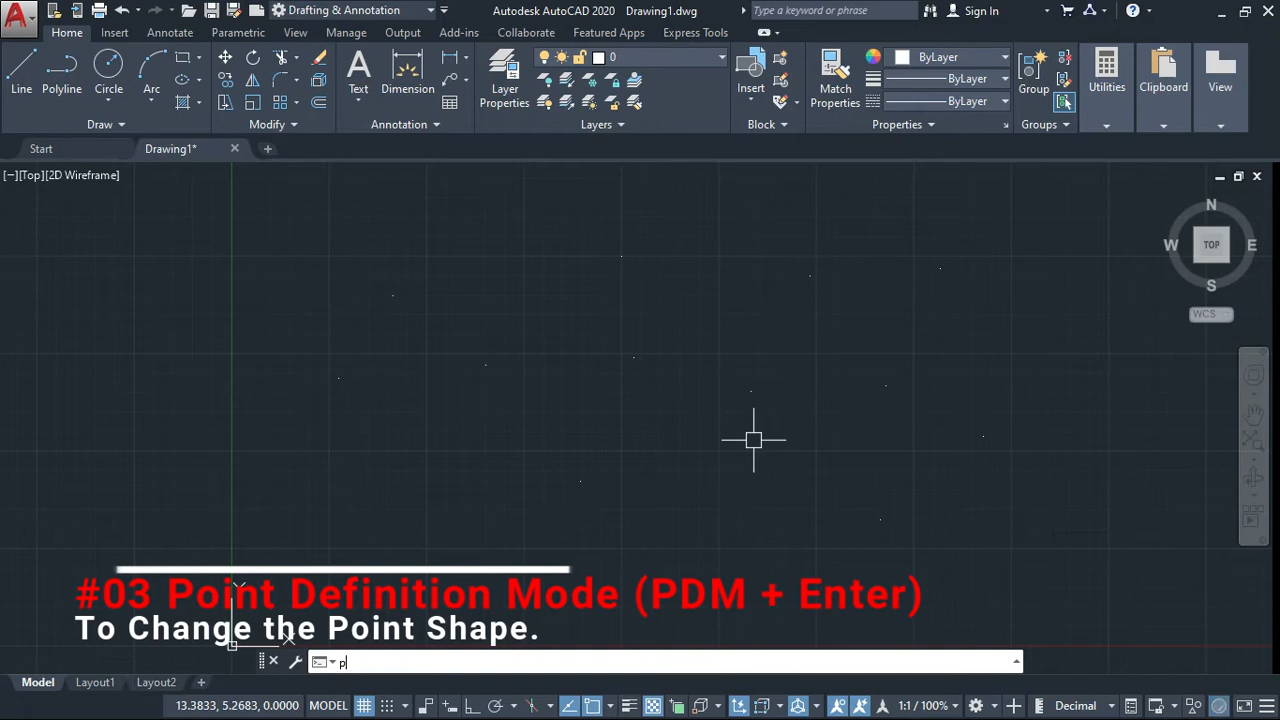 Drafting & Annotation
Autodesk AutoCAD 2020 Drawing1.dwg
Type a keyword or phrase
Sign In
Home Insert Annotate Parametric View Manage Output Add-ins Collaborate Featured Apps Express Tools
Line Polyline Circle Arc
Text Dimension
Layer Properties
0
Insert
Match Properties
ByLayer
ByLayer
ByLayer
Group
Utilities
Clipboard
View
Draw Modify Annotation Layers Block Properties Groups
Start Drawing1*
[−][Top][2D Wireframe]
N
W TOP E
S
WCS
#03 Point Definition Mode (PDM + Enter)
To Change the Point Shape.
p
Model Layout1 Layout2
13.3833, 5.2683, 0.0000 MODEL 1:1 / 100% Decimal